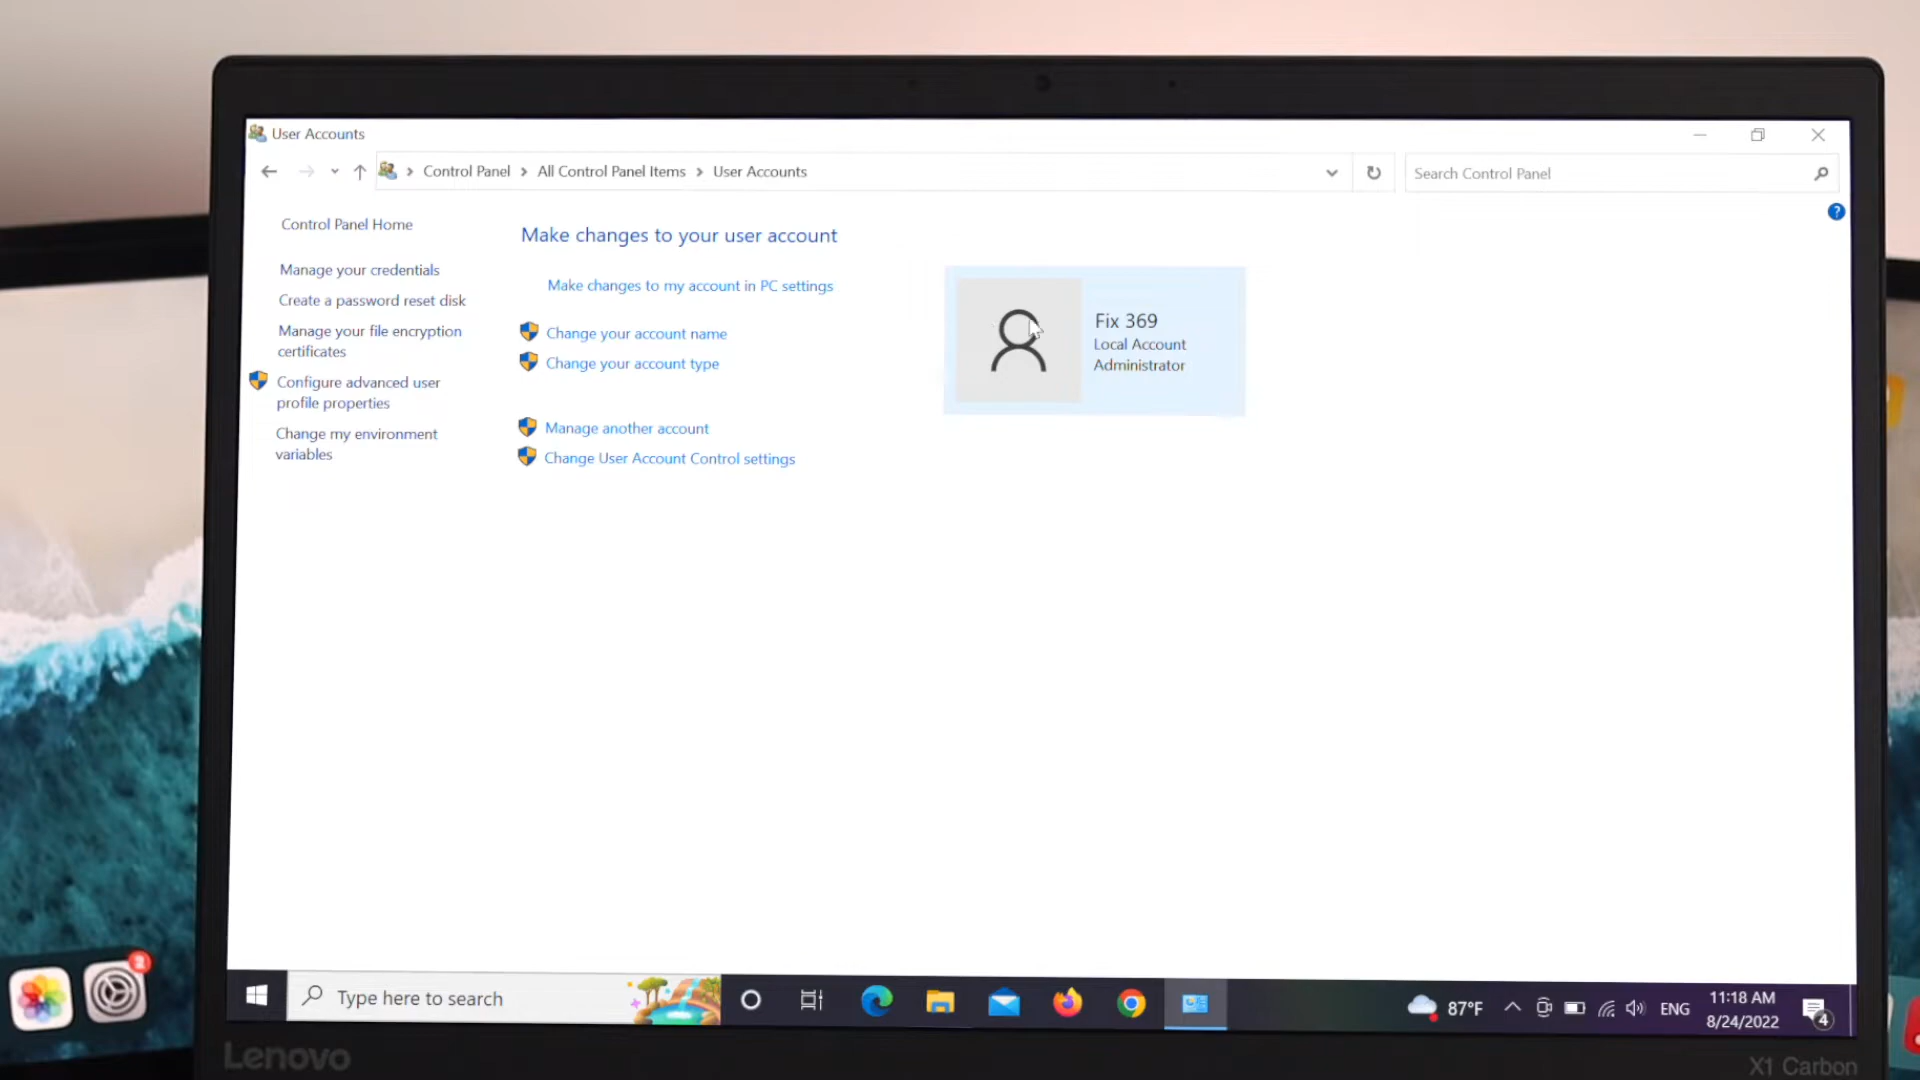 User Accounts
Control Panel > All Control Panel Items > User Accounts
Search Control Panel
?
Control Panel Home
Manage your credentials
Create a password reset disk
Manage your file encryption
certificates
Configure advanced user
profile properties
Change my environment
variables
Make changes to your user account
Make changes to my account in PC settings
Change your account name
Change your account type
Manage another account
Change User Account Control settings
Fix 369
Local Account
Administrator
2
Type here to search
87°F
ENG
11:18 AM
8/24/2022
4
Lenovo
X1 Carbon